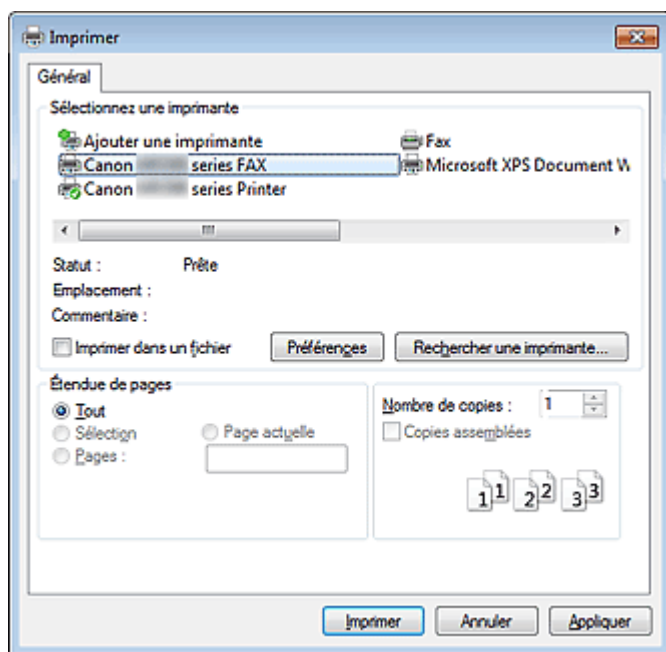 Imprimer
Général
Sélectionnez une imprimante
Ajouter une imprimante
Fax
Canon series FAX
Microsoft XPS Document W
Canon series Printer
Statut : Prête
Emplacement :
Commentaire :
Imprimer dans un fichier
Préférences
Rechercher une imprimante...
Étendue de pages
Tout
Sélection
Page actuelle
Pages :
Nombre de copies : 1
Copies assemblées
1 1 2 2 3 3
Imprimer
Annuler
Appliquer